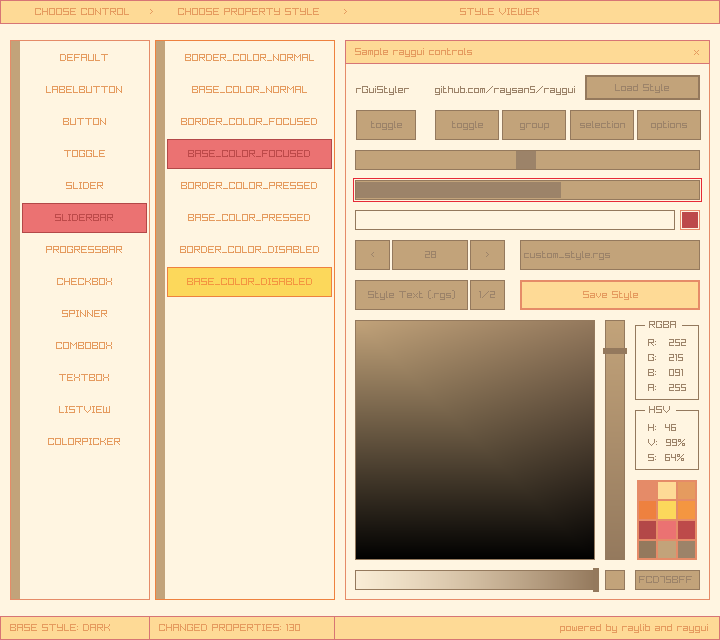 CHOOSE CONTROL > CHOOSE PROPERTY STYLE > STYLE VIEWER
DEFAULT
LABELBUTTON
BUTTON
TOGGLE
SLIDER
SLIDERBAR
PROGRESSBAR
CHECKBOX
SPINNER
COMBOBOX
TEXTBOX
LISTVIEW
COLORPICKER
BORDER_COLOR_NORMAL
BASE_COLOR_NORMAL
BORDER_COLOR_FOCUSED
BASE_COLOR_FOCUSED
BORDER_COLOR_PRESSED
BASE_COLOR_PRESSED
BORDER_COLOR_DISABLED
BASE_COLOR_DISABLED
Sample raygui controls ×
rGuiStyler github.com/raysan5/raygui Load Style
toggle toggle group selection options
< 28 > custom_style.rgs
Style Text (.rgs) 1/2 Save Style
RGBA
R: 252
G: 215
B: 091
A: 255
HSV
H: 46
V: 99%
S: 64%
FCD75BFF
BASE STYLE: DARK CHANGED PROPERTIES: 130 powered by raylib and raygui